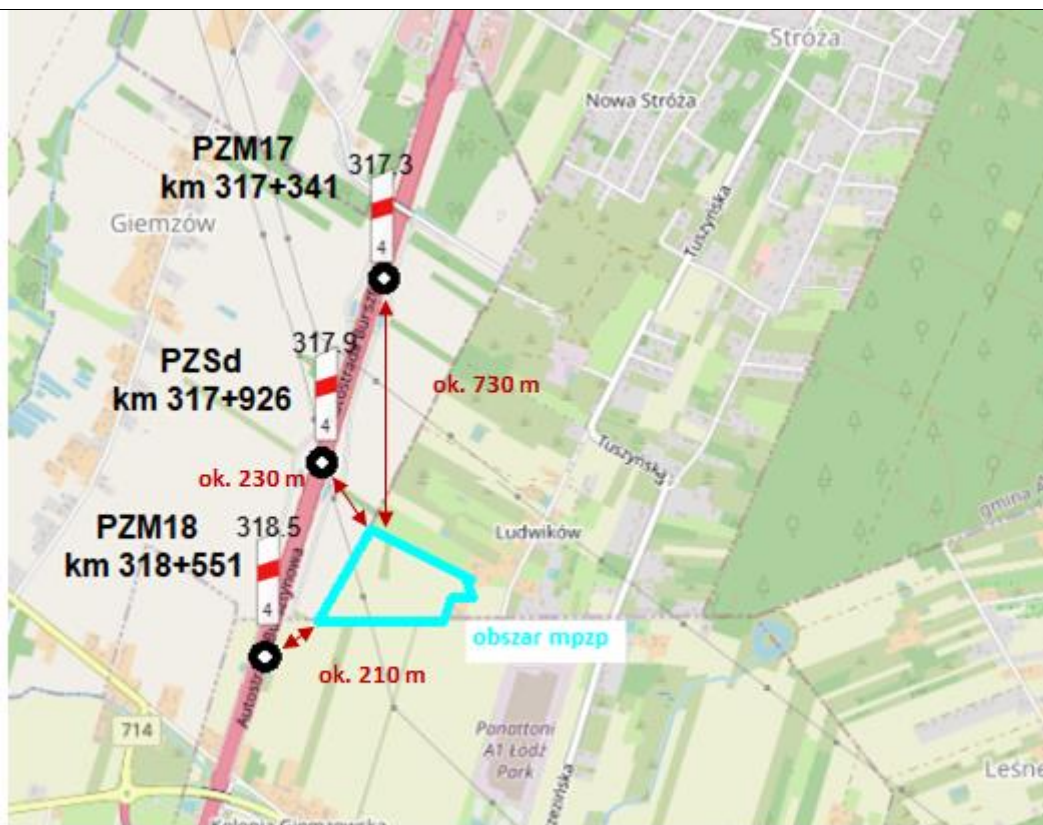 Stróża
Nowa Stróża
PZM17
km 317+341
317.3
4
Giemzów
Tuszyńska
PZSd
km 317+926
317.9
4
ok. 730 m
ok. 230 m
Tuszyńska
gmina A
Ludwików
PZM18
km 318+551
318.5
4
obszar mpzp
ok. 210 m
714
Panattoni
A1 Łódź
Park
Leśne